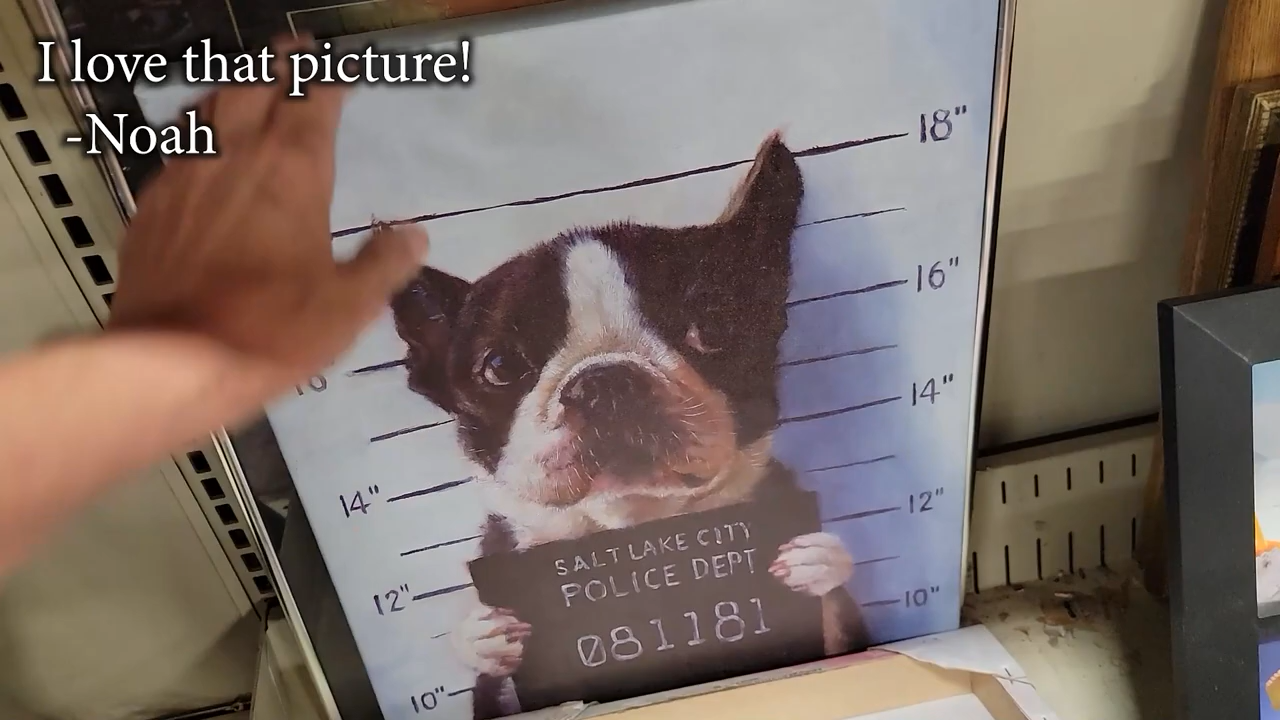 I love that picture!
-Noah
18"
16"
14"
14"
12"
12"
10"
10"
SALT LAKE CITY
POLICE DEPT
081181